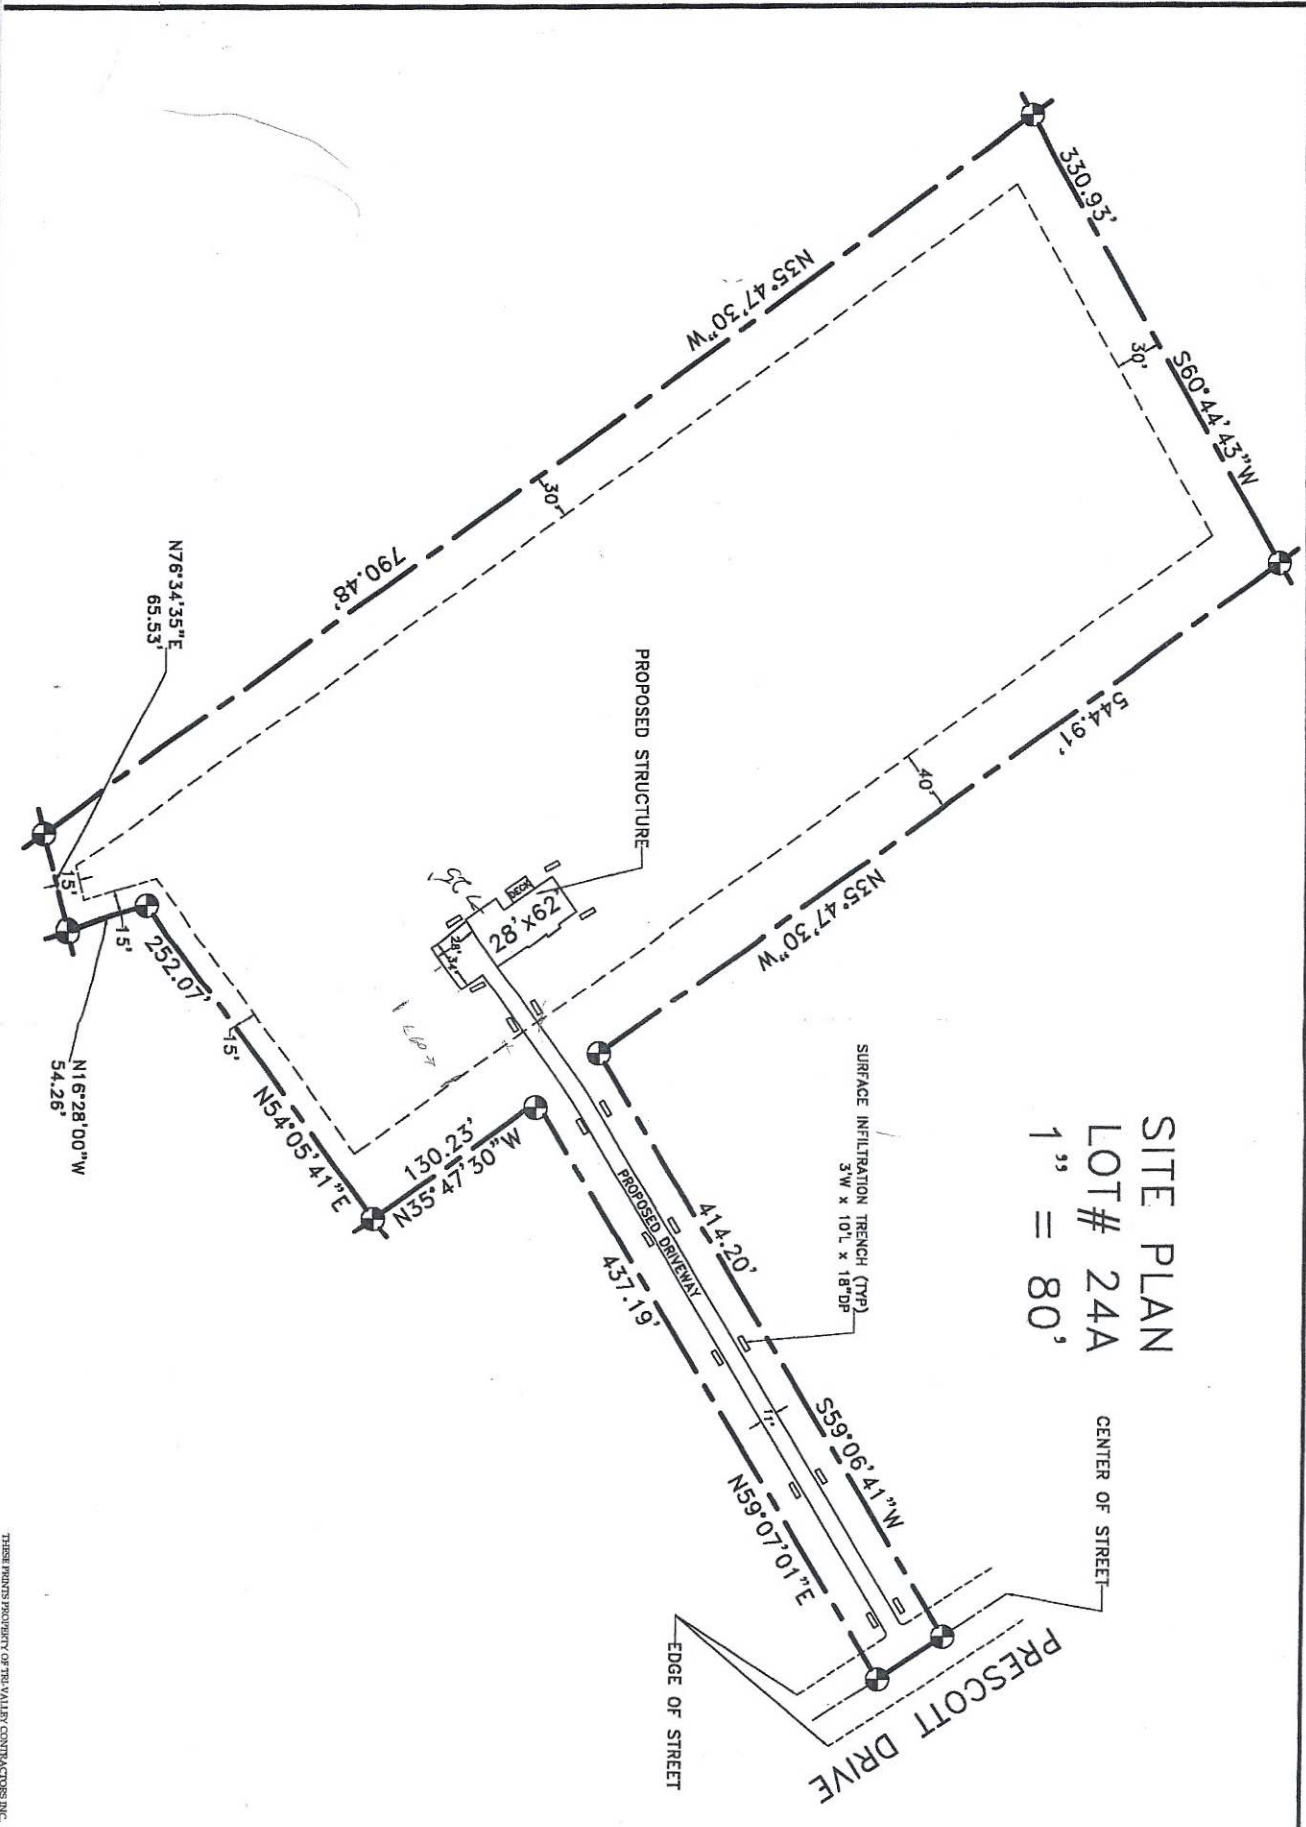 SITE PLAN
LOT# 24A
1" = 80'
CENTER OF STREET
PRESCOTT DRIVE
EDGE OF STREET
SURFACE INFILTRATION TRENCH (TYP)
3'W x 10'L x 18"DP
330.93'
S60°44'43"W
30'
N35°47'30"W
790.48'
30'
544.91'
N35°47'30"W
40'
PROPOSED STRUCTURE
DECK
28'x62'
28'
34'
25'
414.20'
S59°06'41"W
PROPOSED DRIVEWAY
11'
437.19'
N59°07'01"E
130.23'
N35°47'30"W
252.07'
N54°05'41"E
15'
15'
15'
N76°34'35"E
65.53'
N16°28'00"W
54.26'
THESE PRINTS PROPERTY OF TRI-VALLEY CONTRACTORS INC.